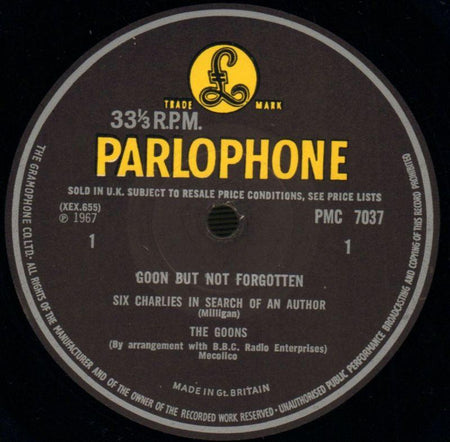 TRADE MARK
33⅓ R.P.M.
PARLOPHONE
SOLD IN U.K. SUBJECT TO RESALE PRICE CONDITIONS, SEE PRICE LISTS
(XEX.655)
℗ 1967
PMC 7037
1
1
GOON BUT NOT FORGOTTEN
SIX CHARLIES IN SEARCH OF AN AUTHOR
(Milligan)
THE GOONS
(By arrangement with B.B.C. Radio Enterprises)
Mecolico
MADE IN Gt. BRITAIN
THE GRAMOPHONE CO. LTD. · ALL RIGHTS OF THE MANUFACTURER AND OF THE OWNER OF THE RECORDED WORK RESERVED · UNAUTHORISED PUBLIC PERFORMANCE BROADCASTING AND COPYING OF THIS RECORD PROHIBITED